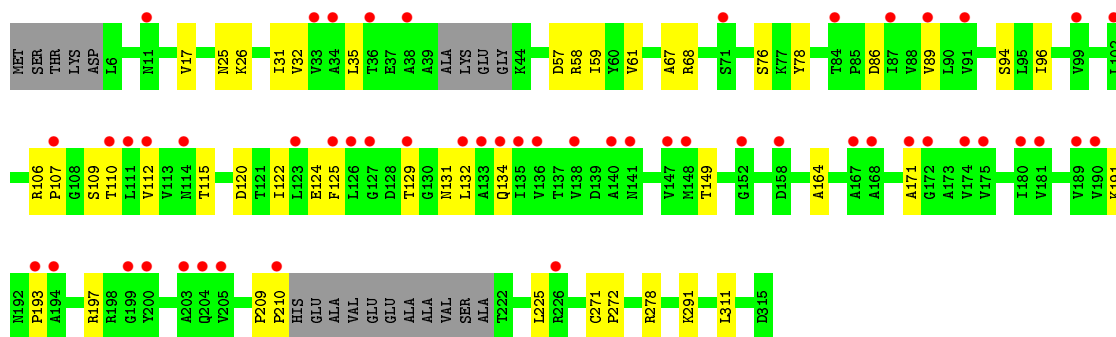 MET SER THR LYS ASP L6 N11 V17 N25 K26 I31 V32 V33 A34 L35 T36 E37 A38 A39 ALA LYS GLU GLY K44 D57 R58 I59 Y60 V61 A67 R68 S71 S76 K77 Y78 T84 P85 D86 I87 V88 V89 L90 V91 S94 L95 I96 V99
R106 P107 G108 S109 T110 L111 V112 V113 N114 T115 D120 T121 I122 L123 E124 F125 L126 G127 D128 T129 G130 N131 L132 A133 Q134 I135 V136 T137 V138 D139 A140 N141 V147 M148 T149 G152 D158 A164 A167 A168 A171 G172 A173 V174 V175 I180 V181 V189 V190 K191
N192 P193 A194 R197 R198 G199 Y200 A203 Q204 V205 P209 P210 HIS GLU ALA VAL GLU GLU ALA ALA VAL SER ALA T222 L225 R226 C271 P272 R278 K291 L311 D315